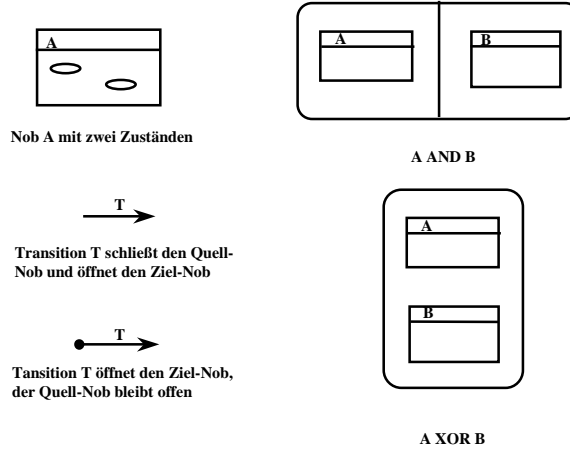 A
Nob A mit zwei Zuständen
A
B
A AND B
T
Transition T schließt den Quell-
Nob und öffnet den Ziel-Nob
T
Tansition T öffnet den Ziel-Nob,
der Quell-Nob bleibt offen
A
B
A XOR B